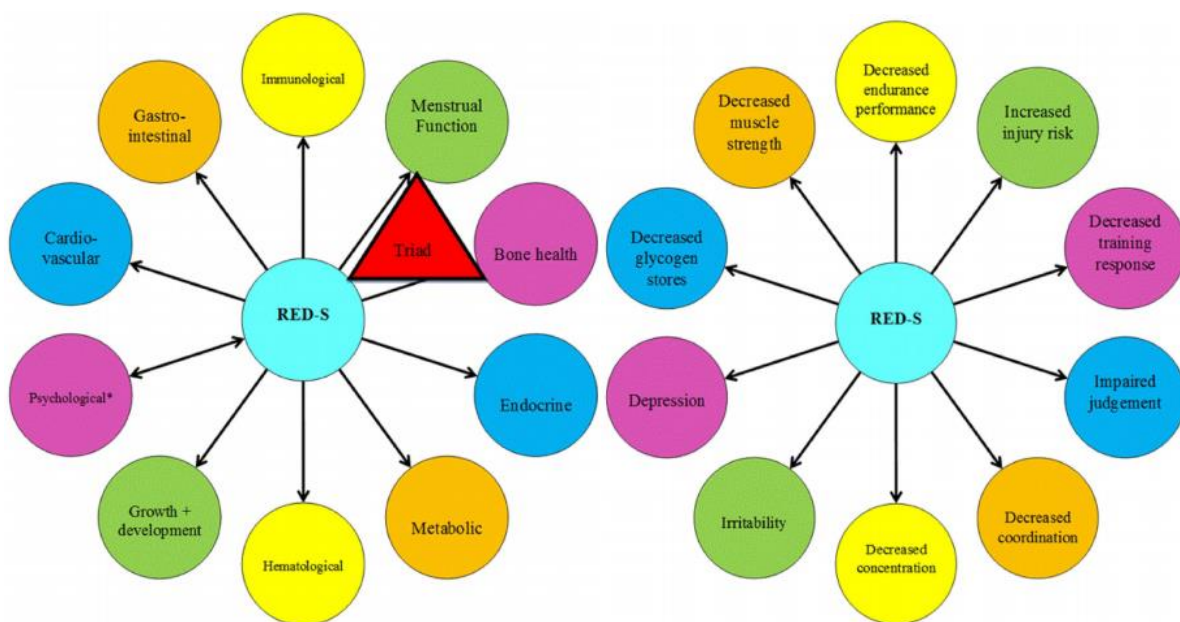 Immunological
Menstrual
Function
Bone health
Endocrine
Metabolic
Hematological
Growth +
development
Psychological*
Cardio-
vascular
Gastro-
intestinal
Triad
RED-S
Decreased
endurance
performance
Increased
injury risk
Decreased
training
response
Impaired
judgement
Decreased
coordination
Decreased
concentration
Irritability
Depression
Decreased
glycogen
stores
Decreased
muscle
strength
RED-S